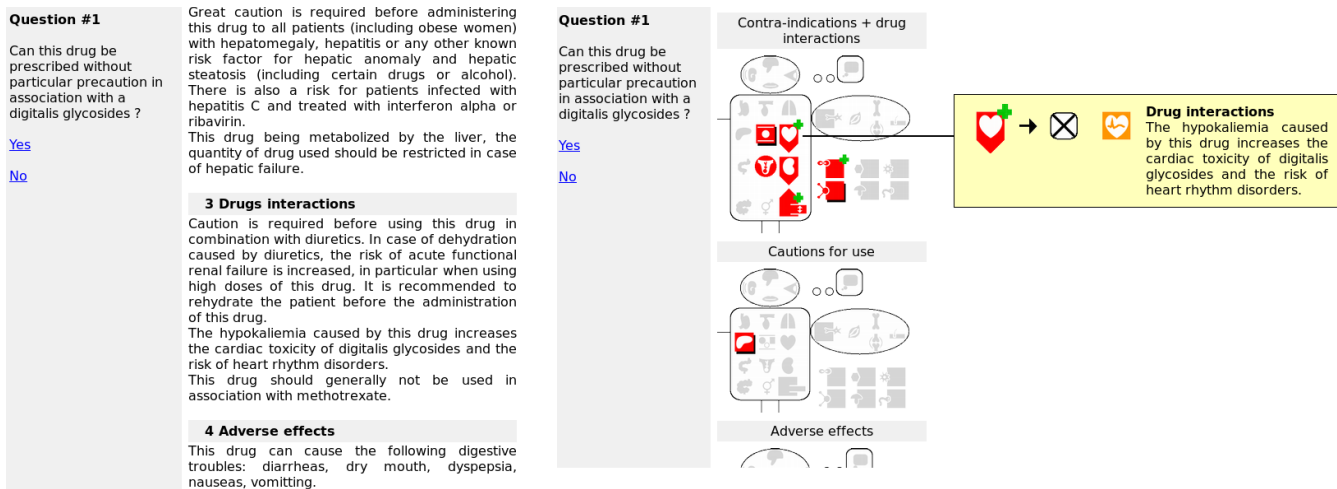 Question #1
Can this drug be
prescribed without
particular precaution in
association with a
digitalis glycosides ?
Yes
No
Great caution is required before administering
this drug to all patients (including obese women)
with hepatomegaly, hepatitis or any other known
risk factor for hepatic anomaly and hepatic
steatosis (including certain drugs or alcohol).
There is also a risk for patients infected with
hepatitis C and treated with interferon alpha or
ribavirin.
This drug being metabolized by the liver, the
quantity of drug used should be restricted in case
of hepatic failure.
3 Drugs interactions
Caution is required before using this drug in
combination with diuretics. In case of dehydration
caused by diuretics, the risk of acute functional
renal failure is increased, in particular when using
high doses of this drug. It is recommended to
rehydrate the patient before the administration
of this drug.
The hypokaliemia caused by this drug increases
the cardiac toxicity of digitalis glycosides and the
risk of heart rhythm disorders.
This drug should generally not be used in
association with methotrexate.
4 Adverse effects
This drug can cause the following digestive
troubles: diarrheas, dry mouth, dyspepsia,
nauseas, vomitting.
Question #1
Can this drug be
prescribed without
particular precaution
in association with a
digitalis glycosides ?
Yes
No
Contra-indications + drug
interactions
Drug interactions
The hypokaliemia caused
by this drug increases the
cardiac toxicity of digitalis
glycosides and the risk of
heart rhythm disorders.
Cautions for use
Adverse effects